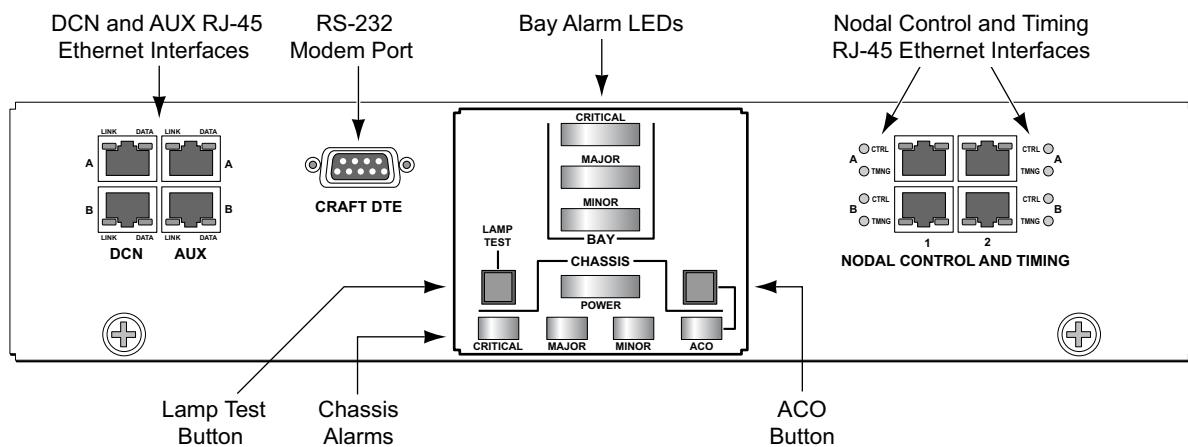 DCN and AUX RJ-45
Ethernet Interfaces
RS-232
Modem Port
Bay Alarm LEDs
Nodal Control and Timing
RJ-45 Ethernet Interfaces
LINK DATA LINK DATA
A A
B B
LINK DATA LINK DATA
DCN AUX
CRAFT DTE
CRITICAL
MAJOR
MINOR
BAY
LAMP
TEST
CHASSIS
POWER
CRITICAL MAJOR MINOR ACO
A CTRL CTRL A
TMNG TMNG
B CTRL CTRL B
TMNG TMNG
1 2
NODAL CONTROL AND TIMING
Lamp Test
Button
Chassis
Alarms
ACO
Button